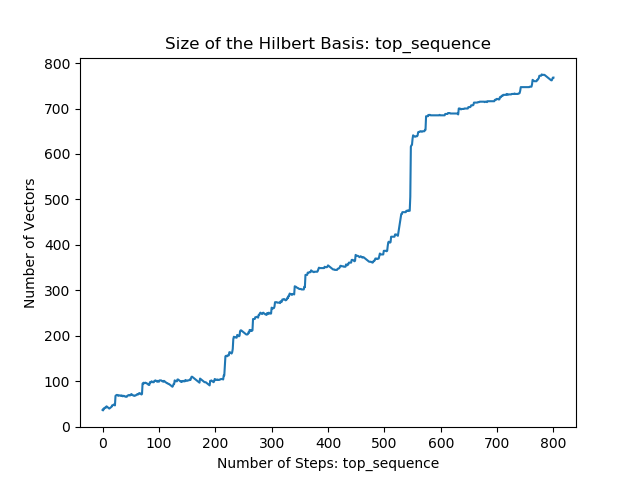 Size of the Hilbert Basis: top_sequence
800
700
600
500
400
300
200
100
0
Number of Vectors
0 100 200 300 400 500 600 700 800
Number of Steps: top_sequence